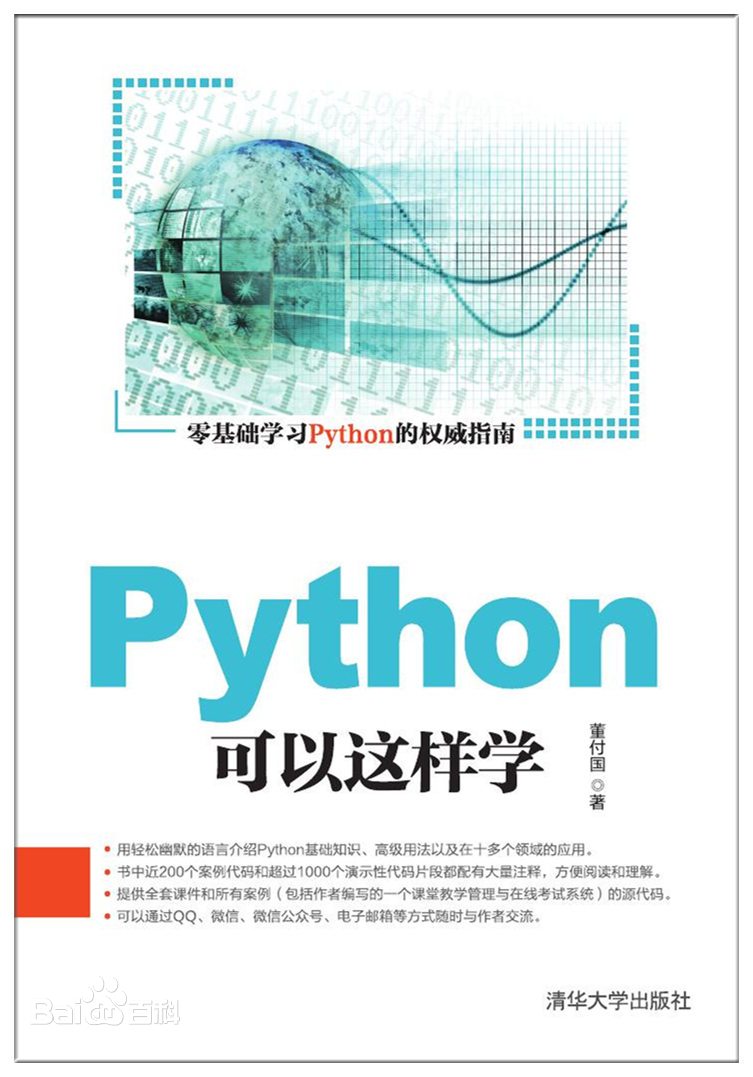 零基础学习Python的权威指南
Python
可以这样学
董付国◎著
• 用轻松幽默的语言介绍Python基础知识、高级用法以及在十多个领域的应用。
• 书中近200个案例代码和超过1000个演示性代码片段都配有大量注释，方便阅读和理解。
• 提供全套课件和所有案例（包括作者编写的一个课堂教学管理与在线考试系统）的源代码。
• 可以通过QQ、微信、微信公众号、电子邮箱等方式随时与作者交流。
Bai百科
清华大学出版社